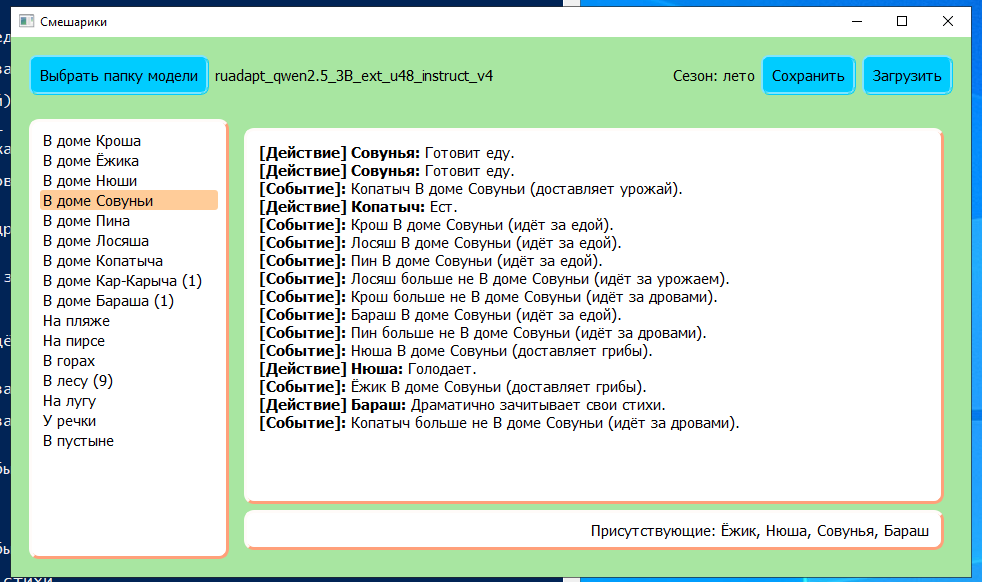 Смешарики
Выбрать папку модели ruadapt_qwen2.5_3B_ext_u48_instruct_v4 Сезон: лето Сохранить Загрузить
В доме Кроша
В доме Ёжика
В доме Нюши
В доме Совуньи
В доме Пина
В доме Лосяша
В доме Копатыча
В доме Кар-Карыча (1)
В доме Бараша (1)
На пляже
На пирсе
В горах
В лесу (9)
На лугу
У речки
В пустыне
[Действие] Совунья: Готовит еду.
[Действие] Совунья: Готовит еду.
[Событие]: Копатыч В доме Совуньи (доставляет урожай).
[Действие] Копатыч: Ест.
[Событие]: Крош В доме Совуньи (идёт за едой).
[Событие]: Лосяш В доме Совуньи (идёт за едой).
[Событие]: Пин В доме Совуньи (идёт за едой).
[Событие]: Лосяш больше не В доме Совуньи (идёт за урожаем).
[Событие]: Крош больше не В доме Совуньи (идёт за дровами).
[Событие]: Бараш В доме Совуньи (идёт за едой).
[Событие]: Пин больше не В доме Совуньи (идёт за дровами).
[Событие]: Нюша В доме Совуньи (доставляет грибы).
[Действие] Нюша: Голодает.
[Событие]: Ёжик В доме Совуньи (доставляет грибы).
[Действие] Бараш: Драматично зачитывает свои стихи.
[Событие]: Копатыч больше не В доме Совуньи (идёт за дровами).
Присутствующие: Ёжик, Нюша, Совунья, Бараш